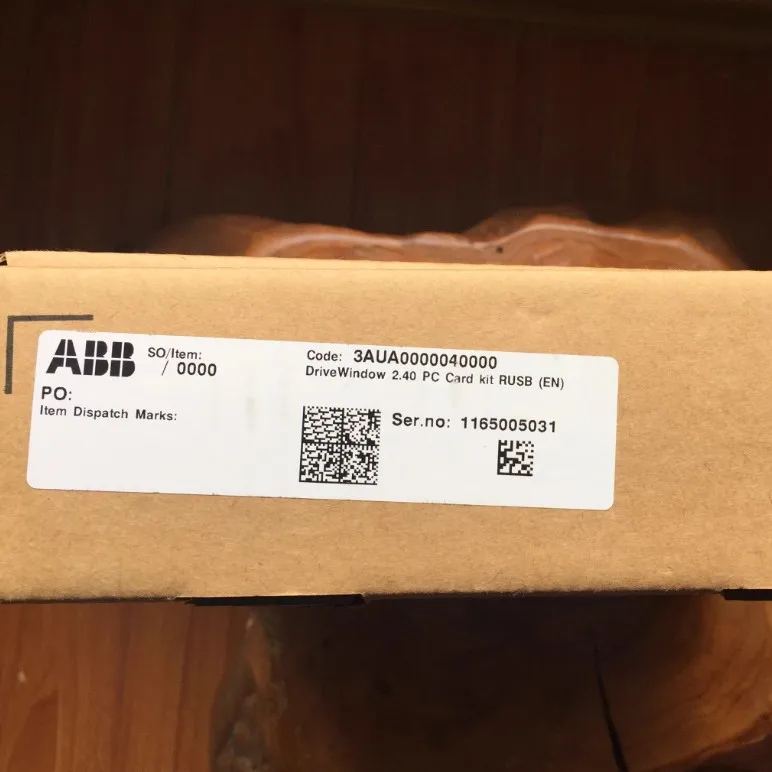 ABB
SO/Item:
/ 0000
PO:
Item Dispatch Marks:
Code: 3AUA0000040000
DriveWindow 2.40 PC Card kit RUSB (EN)
Ser.no: 1165005031